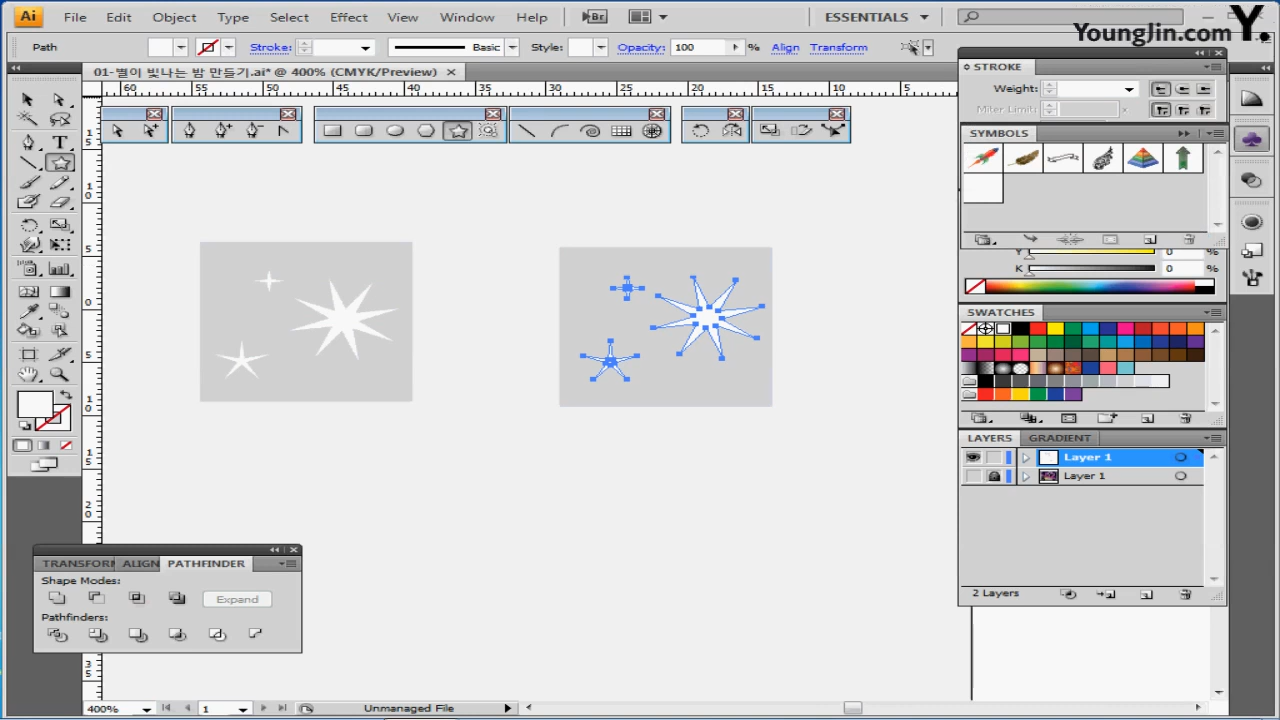 Ai File Edit Object Type Select Effect View Window Help Br ESSENTIALS
Y.
YoungJin.com
Path Stroke: Basic Style: Opacity: 100 % Align Transform
01-별이 빛나는 밤 만들기.ai* @ 400% (CMYK/Preview)
60 55 50 45 40 35 30 25 20 15 10 5
STROKE
Weight:
Miter Limit: x
SYMBOLS
Y 0
K 0 %
SWATCHES
LAYERS GRADIENT
Layer 1
Layer 1
2 Layers
TRANSFORM ALIGN PATHFINDER
Shape Modes:
Expand
Pathfinders:
400% 1 Unmanaged File